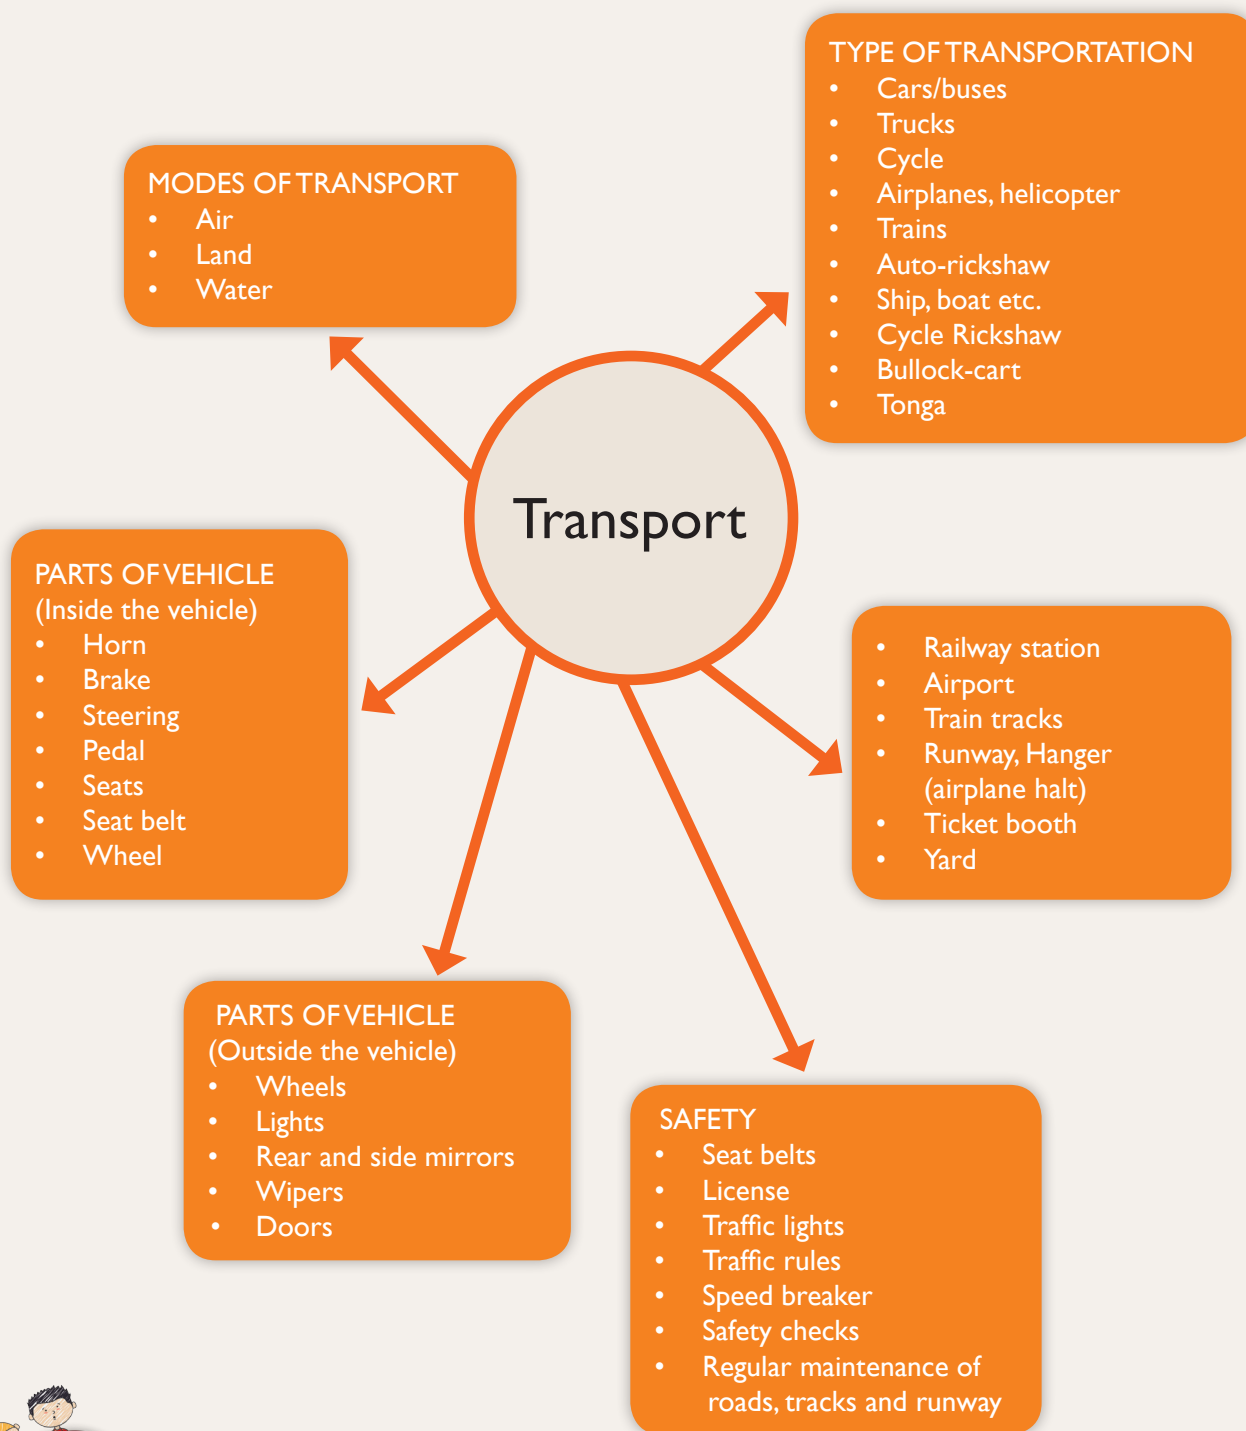 TYPE OF TRANSPORTATION
• Cars/buses
• Trucks
• Cycle
• Airplanes, helicopter
• Trains
• Auto-rickshaw
• Ship, boat etc.
• Cycle Rickshaw
• Bullock-cart
• Tonga
MODES OF TRANSPORT
• Air
• Land
• Water
Transport
PARTS OF VEHICLE
(Inside the vehicle)
• Horn
• Brake
• Steering
• Pedal
• Seats
• Seat belt
• Wheel
• Railway station
• Airport
• Train tracks
• Runway, Hanger
(airplane halt)
• Ticket booth
• Yard
PARTS OF VEHICLE
(Outside the vehicle)
• Wheels
• Lights
• Rear and side mirrors
• Wipers
• Doors
SAFETY
• Seat belts
• License
• Traffic lights
• Traffic rules
• Speed breaker
• Safety checks
• Regular maintenance of
roads, tracks and runway